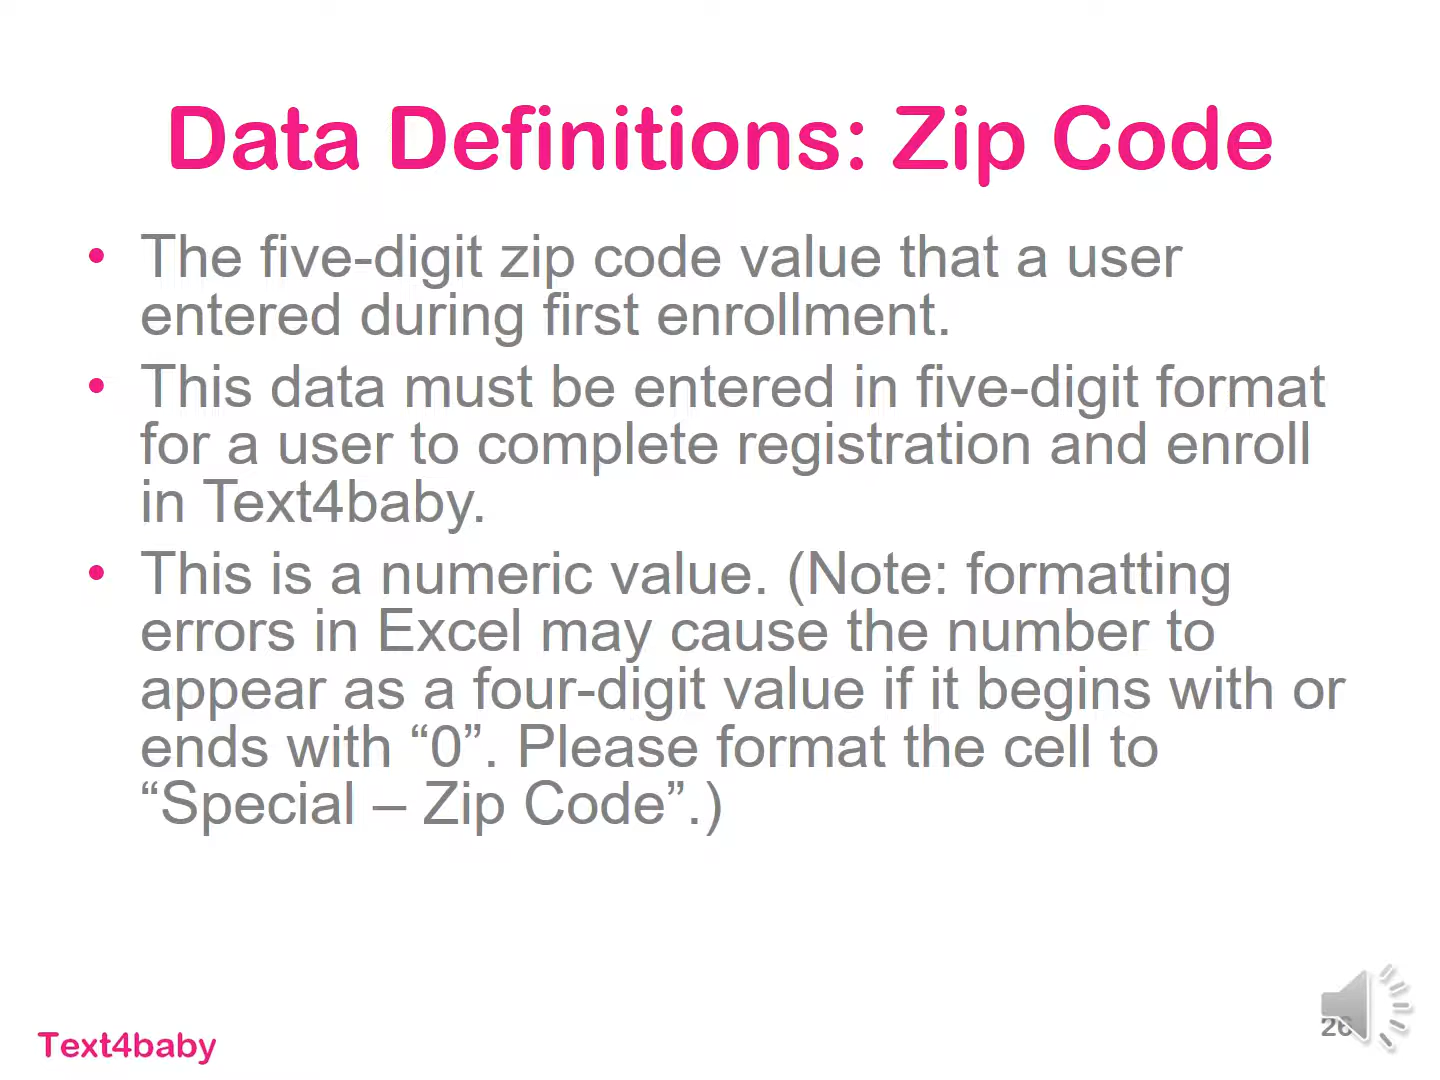 Data Definitions: Zip Code
• The five-digit zip code value that a user
entered during first enrollment.
• This data must be entered in five-digit format
for a user to complete registration and enroll
in Text4baby.
• This is a numeric value. (Note: formatting
errors in Excel may cause the number to
appear as a four-digit value if it begins with or
ends with “0”. Please format the cell to
“Special – Zip Code”.)
Text4baby